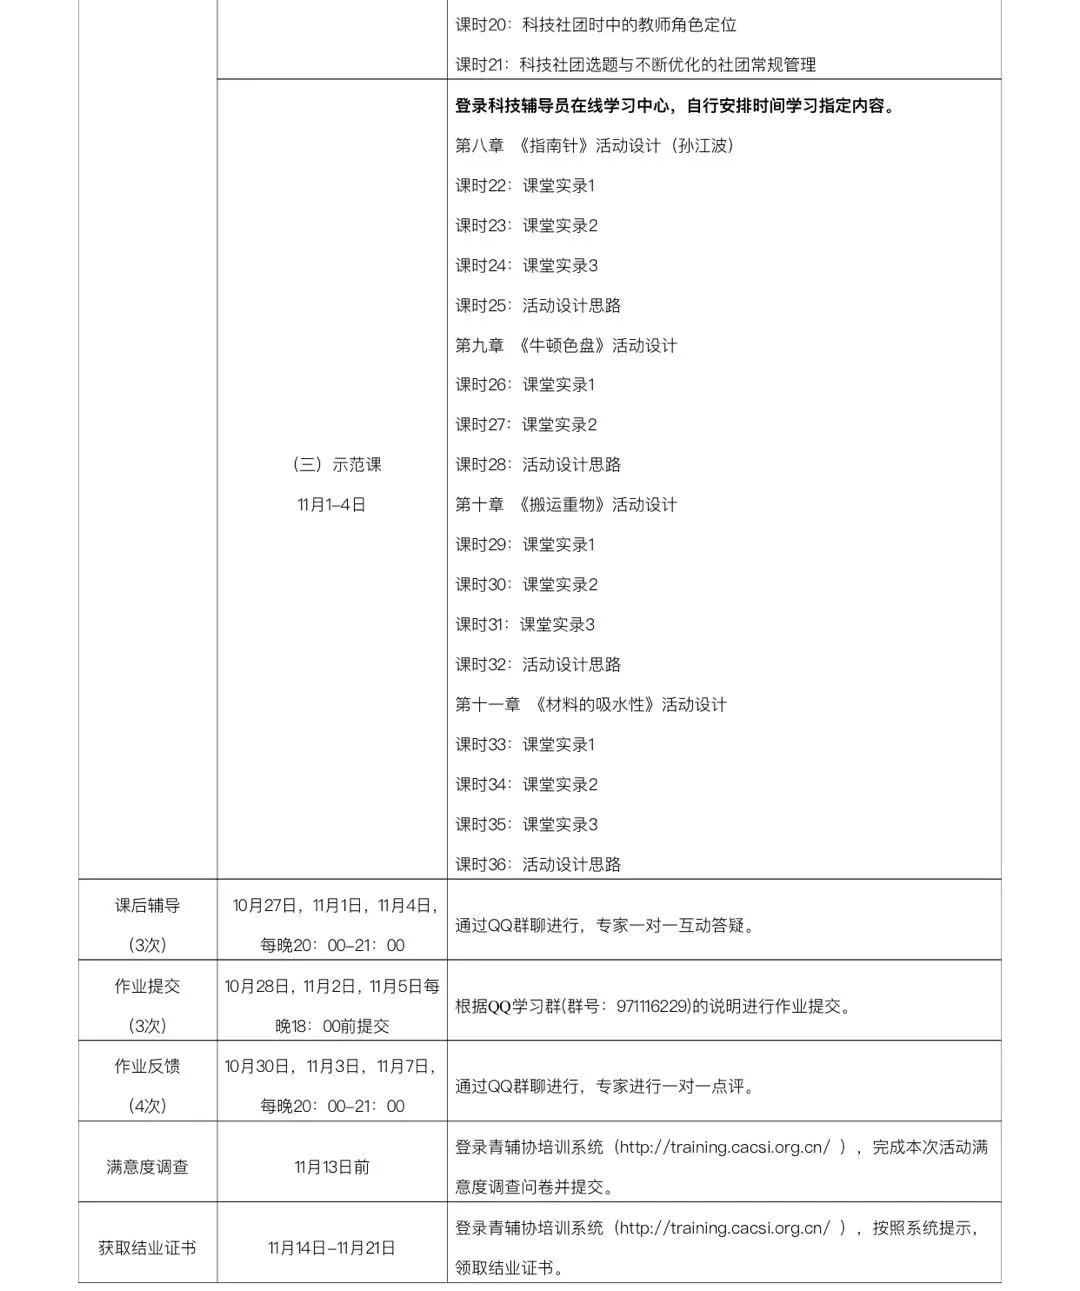 课时20：科技社团时中的教师角色定位
课时21：科技社团选题与不断优化的社团常规管理
（三）示范课
11月1-4日
登录科技辅导员在线学习中心，自行安排时间学习指定内容。
第八章 《指南针》活动设计（孙江波）
课时22：课堂实录1
课时23：课堂实录2
课时24：课堂实录3
课时25：活动设计思路
第九章 《牛顿色盘》活动设计
课时26：课堂实录1
课时27：课堂实录2
课时28：活动设计思路
第十章 《搬运重物》活动设计
课时29：课堂实录1
课时30：课堂实录2
课时31：课堂实录3
课时32：活动设计思路
第十一章 《材料的吸水性》活动设计
课时33：课堂实录1
课时34：课堂实录2
课时35：课堂实录3
课时36：活动设计思路
课后辅导
（3次）
10月27日，11月1日，11月4日，
每晚20：00-21：00
通过QQ群聊进行，专家一对一互动答疑。
作业提交
（3次）
10月28日，11月2日，11月5日每
晚18：00前提交
根据QQ学习群(群号：971116229)的说明进行作业提交。
作业反馈
（4次）
10月30日，11月3日，11月7日，
每晚20：00-21：00
通过QQ群聊进行，专家进行一对一点评。
满意度调查
11月13日前
登录青辅协培训系统（http://training.cacsi.org.cn/ ），完成本次活动满
意度调查问卷并提交。
获取结业证书
11月14日-11月21日
登录青辅协培训系统（http://training.cacsi.org.cn/ ），按照系统提示，
领取结业证书。